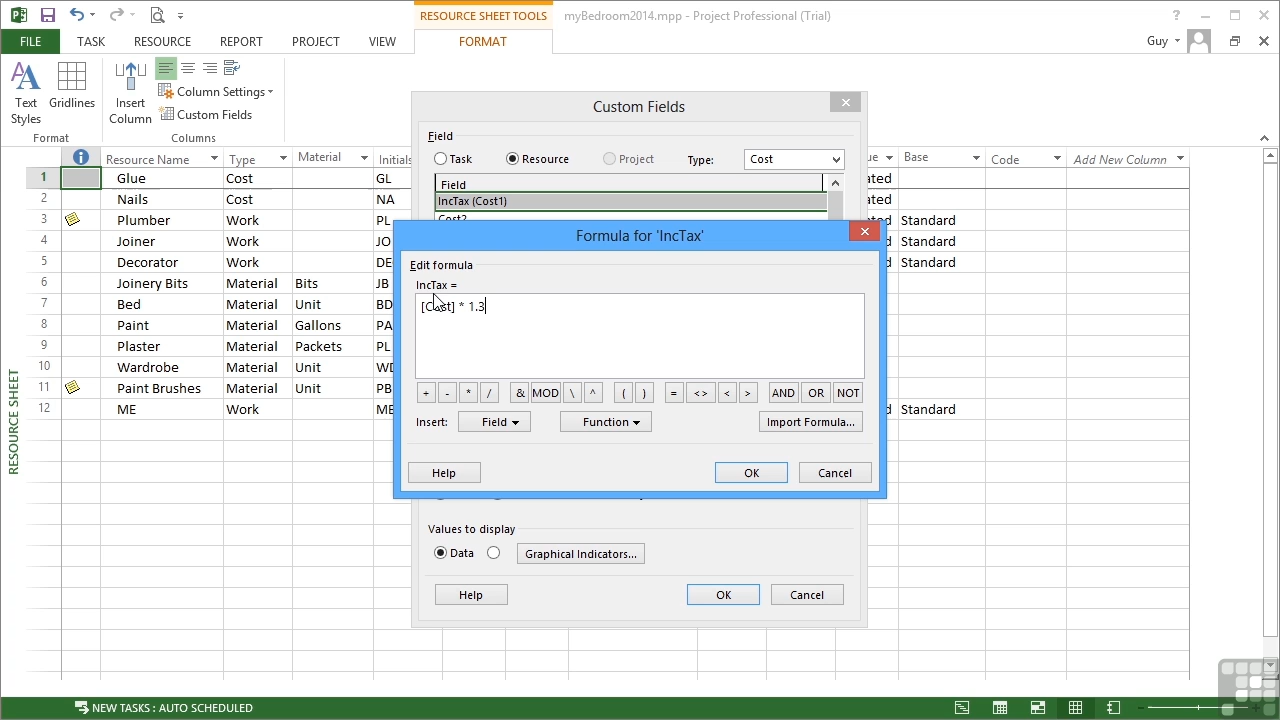 RESOURCE SHEET TOOLS
myBedroom2014.mpp - Project Professional (Trial)
?
FILE TASK RESOURCE REPORT PROJECT VIEW FORMAT
Guy
Text Styles
Gridlines
Format
Insert Column
Column Settings
Custom Fields
Columns
Resource Name Type Material Initials Base Code Add New Column
1 Glue Cost GL
2 Nails Cost NA
3 Plumber Work PL Standard
4 Joiner Work JO Standard
5 Decorator Work DE Standard
6 Joinery Bits Material Bits JB
7 Bed Material Unit BD
8 Paint Material Gallons PA
9 Plaster Material Packets PL
10 Wardrobe Material Unit WD
11 Paint Brushes Material Unit PB
12 ME Work ME Standard
RESOURCE SHEET
Custom Fields
Field
Task Resource Project Type: Cost
Field
IncTax (Cost1)
Cost2
Formula for 'IncTax'
Edit formula
IncTax =
[Cost] * 1.3
+ - * / & MOD \ ^ ( ) = <> < > AND OR NOT
Insert: Field Function Import Formula...
Help OK Cancel
Values to display
Data Graphical Indicators...
Help OK Cancel
NEW TASKS : AUTO SCHEDULED